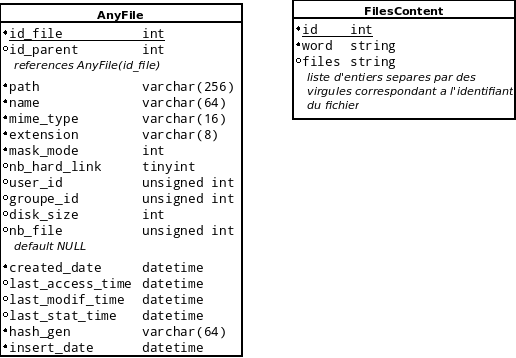 AnyFile
id_file int
id_parent int
references AnyFile(id_file)
path varchar(256)
name varchar(64)
mime_type varchar(16)
extension varchar(8)
mask_mode int
nb_hard_link tinyint
user_id unsigned int
groupe_id unsigned int
disk_size int
nb_file unsigned int
default NULL
created_date datetime
last_access_time datetime
last_modif_time datetime
last_stat_time datetime
hash_gen varchar(64)
insert_date datetime
FilesContent
id int
word string
files string
liste d'entiers separes par des
virgules correspondant a l'identifiant
du fichier